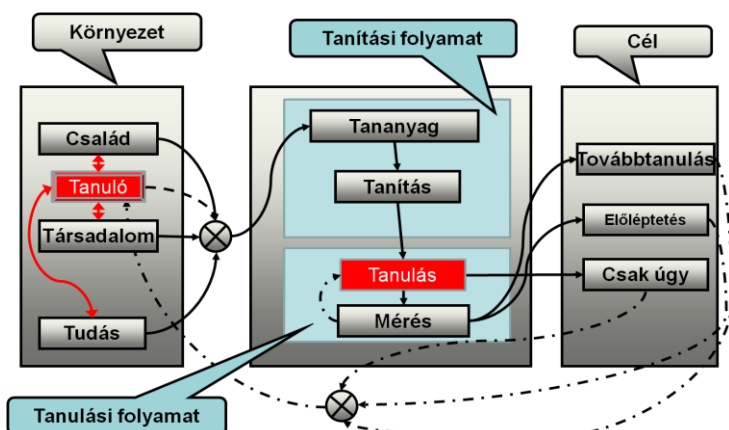 Környezet
Tanítási folyamat
Cél
Család
Tanuló
Társadalom
Tudás
Tananyag
Tanítás
Tanulás
Mérés
Továbbtanulás
Előléptetés
Csak úgy
Tanulási folyamat